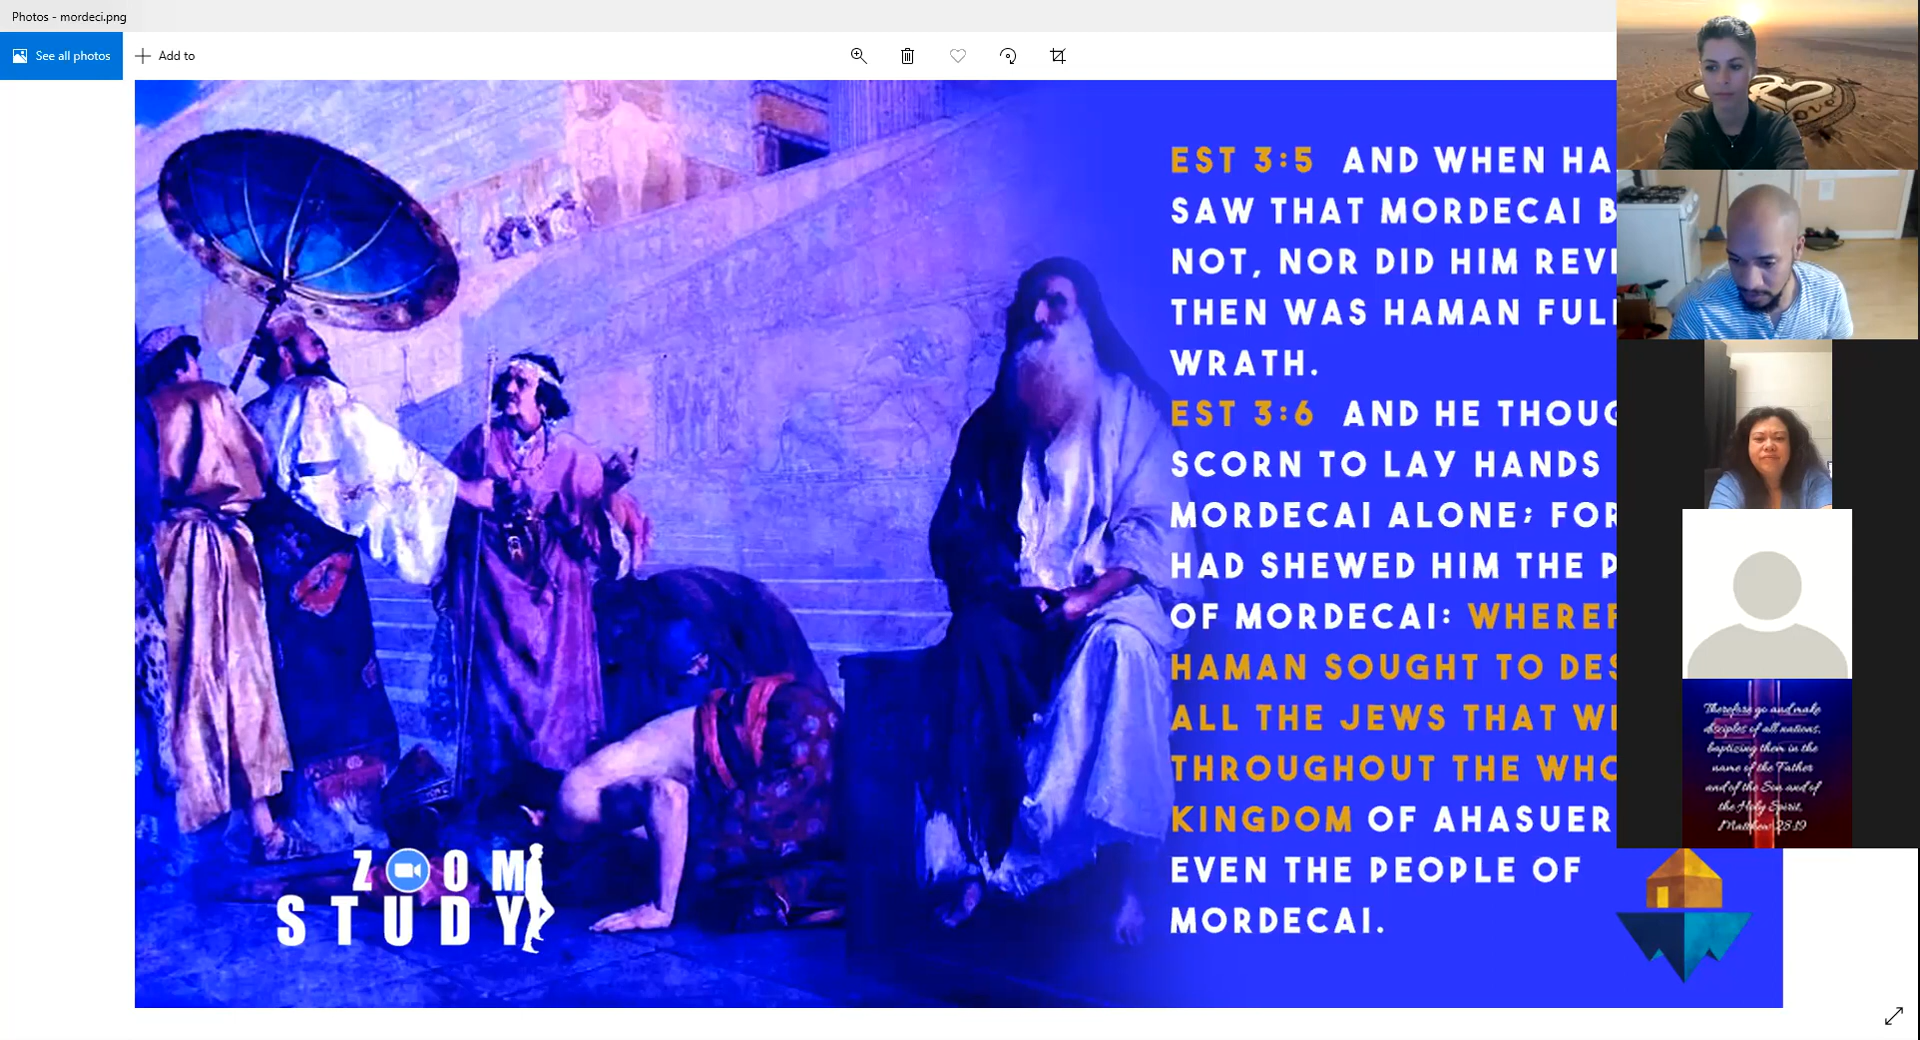 Photos - mordeci.png
See all photos
Add to
EST 3:5 AND WHEN HA
SAW THAT MORDECAI B
NOT, NOR DID HIM REV
THEN WAS HAMAN FUL
WRATH.
EST 3:6 AND HE THOUG
SCORN TO LAY HANDS
MORDECAI ALONE; FOR
HAD SHEWED HIM THE P
OF MORDECAI: WHEREF
HAMAN SOUGHT TO DES
ALL THE JEWS THAT WE
THROUGHOUT THE WHO
KINGDOM OF AHASUER
EVEN THE PEOPLE OF
MORDECAI.
ZOOM
STUDY
Therefore go and make
disciples of all nations,
baptizing them in the
name of the Father
and of the Son and of
the Holy Spirit,
Matthew 28:19